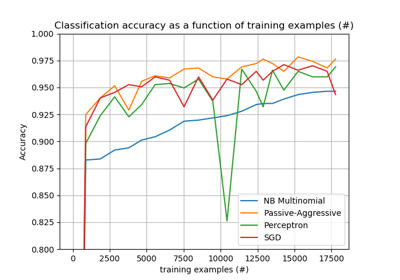 Classification accuracy as a function of training examples (#)
1.000
0.975
0.950
0.925
0.900
0.875
0.850
0.825
0.800
Accuracy
NB Multinomial
Passive-Aggressive
Perceptron
SGD
0 2500 5000 7500 10000 12500 15000 17500
training examples (#)